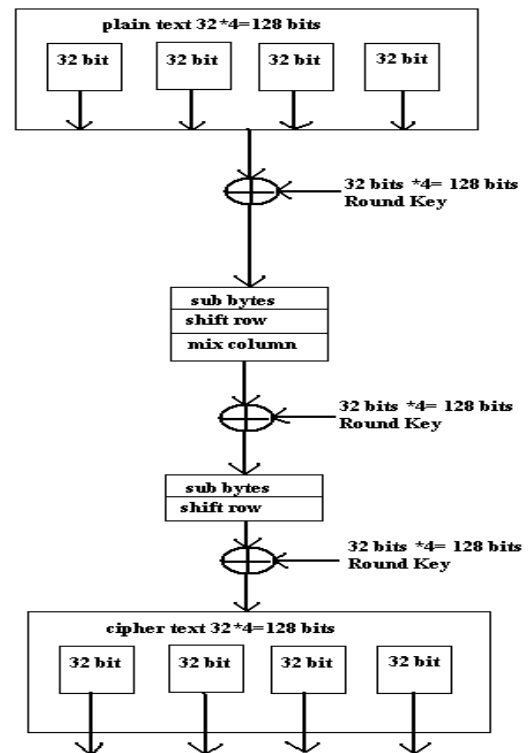 plain text 32*4=128 bits
32 bit
32 bit
32 bit
32 bit
32 bits *4= 128 bits
Round Key
sub bytes
shift row
mix column
32 bits *4= 128 bits
Round Key
sub bytes
shift row
32 bits *4= 128 bits
Round Key
cipher text 32*4=128 bits
32 bit
32 bit
32 bit
32 bit